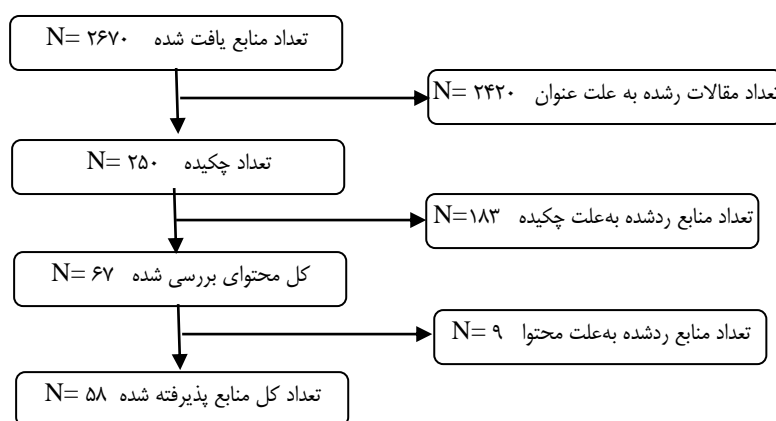 تعداد منابع یافت شده N= ۲۶۷۰
تعداد مقالات رشده به علت عنوان N= ۲۴۲۰
تعداد چکیده N= ۲۵۰
تعداد منابع ردشده به‌علت چکیده N=۱۸۳
کل محتوای بررسی شده N= ۶۷
تعداد منابع ردشده به‌علت محتوا N= ۹
تعداد کل منابع پذیرفته شده N= ۵۸